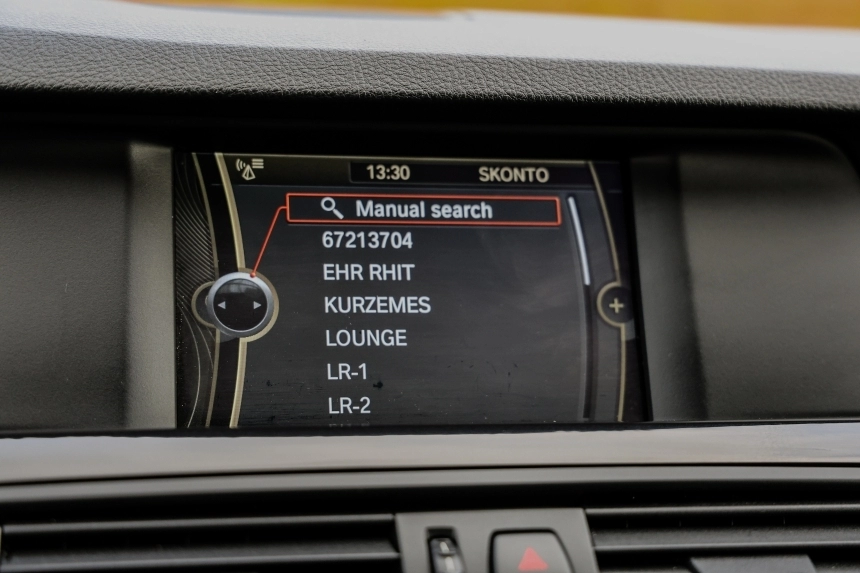 13:30 SKONTO
Manual search
67213704
EHR RHIT
KURZEMES
LOUNGE
LR-1
LR-2